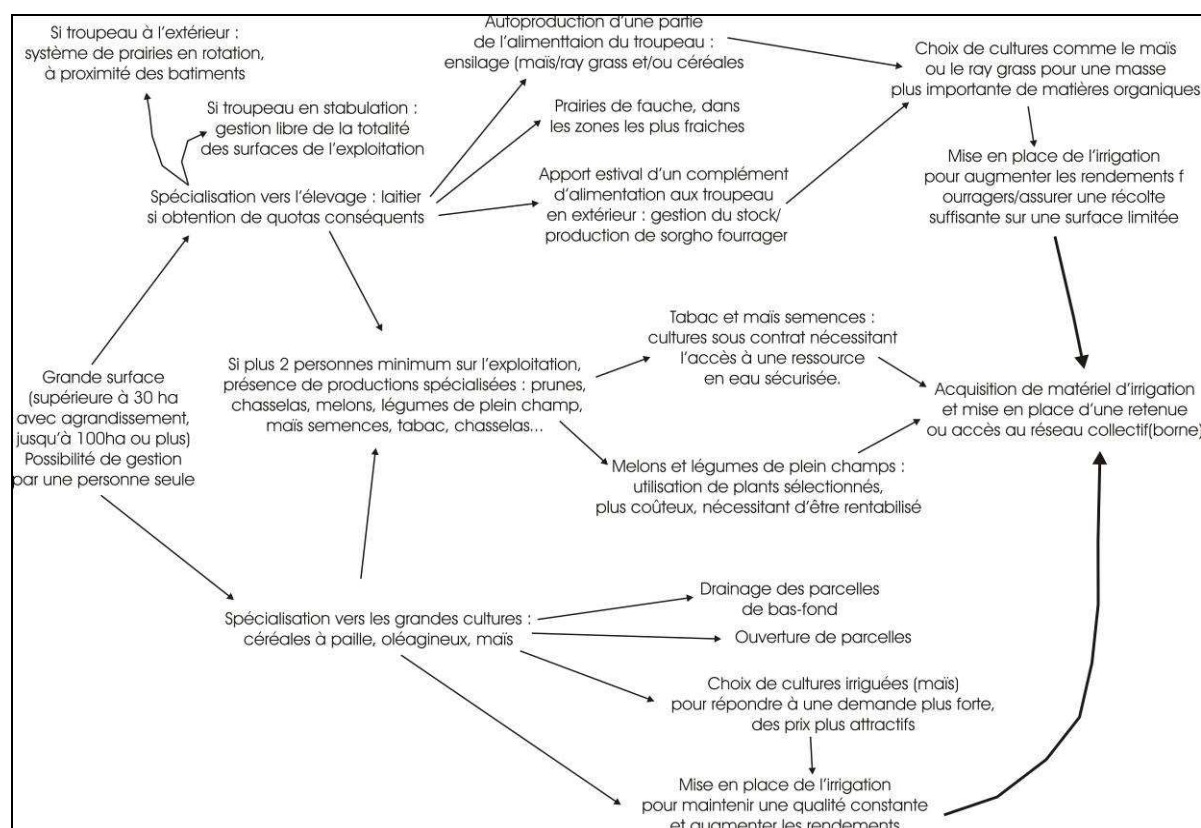 Si troupeau à l'extérieur :
système de prairies en rotation,
à proximité des batiments
Si troupeau en stabulation :
gestion libre de la totalité
des surfaces de l'exploitation
Spécialisation vers l'élevage : laitier
si obtention de quotas conséquents
Autoproduction d'une partie
de l'alimenttaion du troupeau :
ensilage (maïs/ray grass et/ou céréales
Prairies de fauche, dans
les zones les plus fraiches
Apport estival d'un complément
d'alimentation aux troupeau
en extérieur : gestion du stock/
production de sorgho fourrager
Choix de cultures comme le maïs
ou le ray grass pour une masse
plus importante de matières organiques
Mise en place de l'irrigation
pour augmenter les rendements f
ourragers/assurer une récolte
suffisante sur une surface limitée
Grande surface
(supérieure à 30 ha
avec agrandissement,
jusqu'à 100ha ou plus)
Possibilité de gestion
par une personne seule
Si plus 2 personnes minimum sur l'exploitation,
présence de productions spécialisées : prunes,
chasselas, melons, légumes de plein champ,
maïs semences, tabac, chasselas...
Tabac et maïs semences :
cultures sous contrat nécessitant
l'accès à une ressource
en eau sécurisée.
Melons et légumes de plein champs :
utilisation de plants sélectionnés,
plus coûteux, nécessitant d'être rentabilisé
Acquisition de matériel d'irrigation
et mise en place d'une retenue
ou accès au réseau collectif(borne)
Spécialisation vers les grandes cultures :
céréales à paille, oléagineux, maïs
Drainage des parcelles
de bas-fond
Ouverture de parcelles
Choix de cultures irriguées (maïs)
pour répondre à une demande plus forte,
des prix plus attractifs
Mise en place de l'irrigation
pour maintenir une qualité constante
et augmenter les rendements